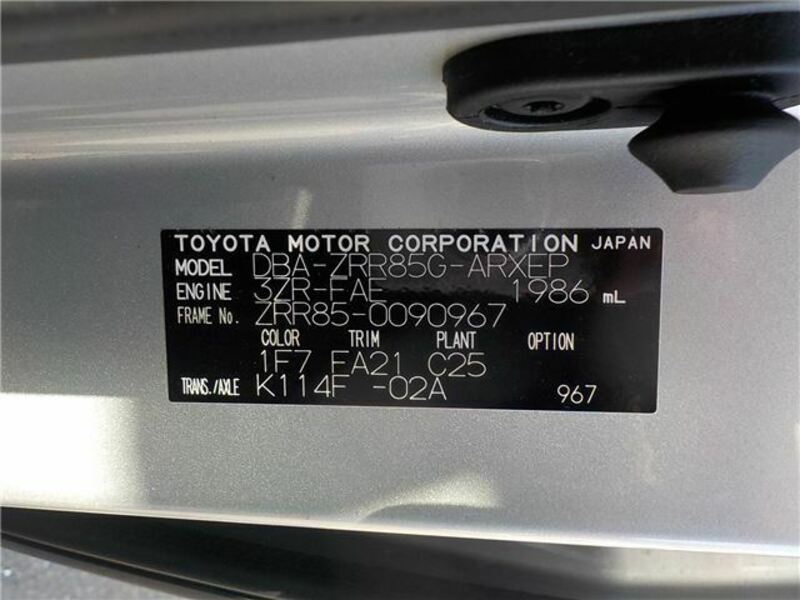 TOYOTA MOTOR CORPORATION JAPAN
MODEL DBA-ZRR85G-ARXEP
ENGINE 3ZR-FAE 1986 mL
FRAME No. ZRR85-0090967
COLOR TRIM PLANT OPTION
1F7 EA21 C25
TRANS./AXLE K114F -02A 967